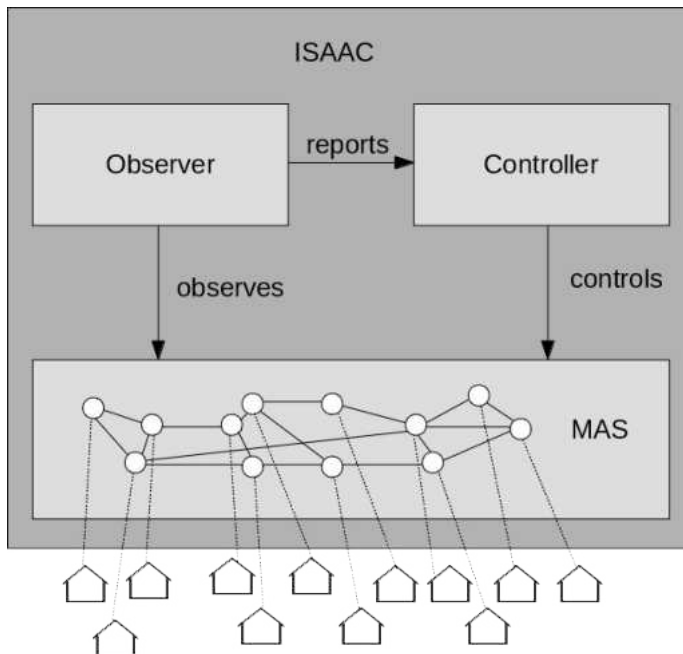 ISAAC
Observer
reports
Controller
observes
controls
MAS